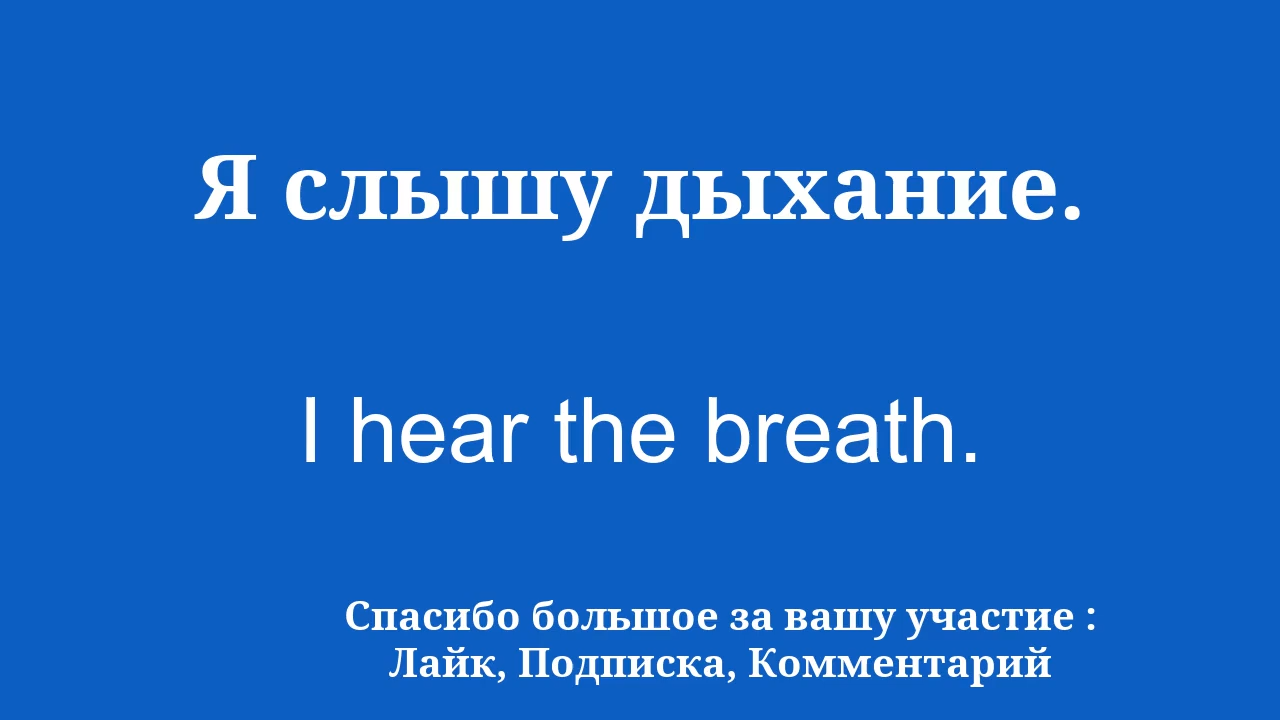 Я слышу дыхание.
I hear the breath.
Спасибо большое за вашу участие :
Лайк, Подписка, Комментарий